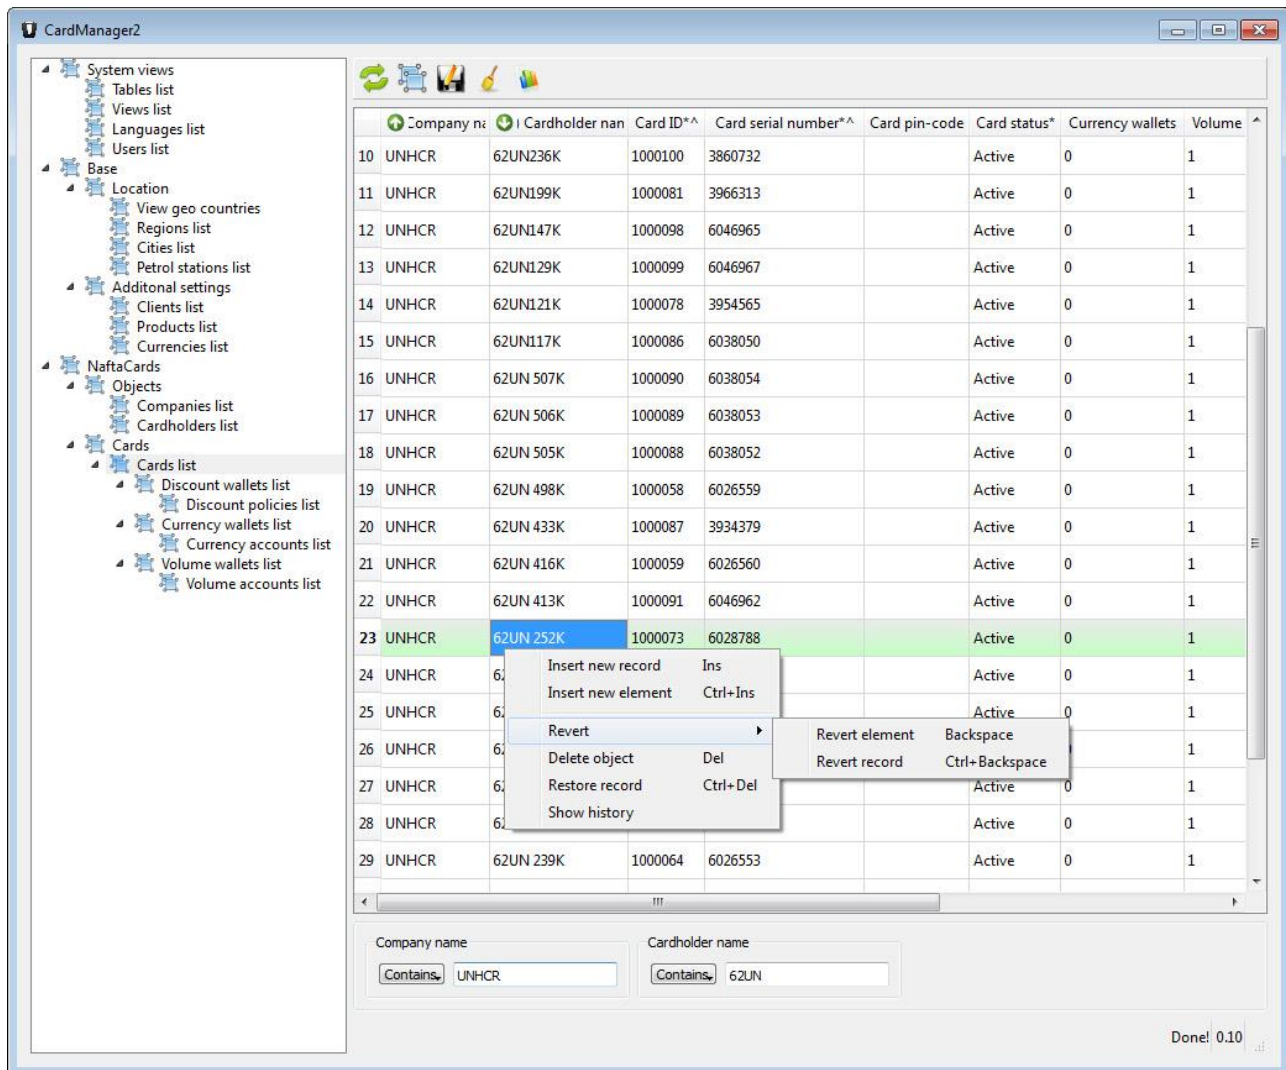 CardManager2
System views
Tables list
Views list
Languages list
Users list
Base
Location
View geo countries
Regions list
Cities list
Petrol stations list
Additonal settings
Clients list
Products list
Currencies list
NaftaCards
Objects
Companies list
Cardholders list
Cards
Cards list
Discount wallets list
Discount policies list
Currency wallets list
Currency accounts list
Volume wallets list
Volume accounts list
Company na Cardholder nan Card ID*^ Card serial number*^ Card pin-code Card status* Currency wallets Volume
10 UNHCR 62UN236K 1000100 3860732 Active 0 1
11 UNHCR 62UN199K 1000081 3966313 Active 0 1
12 UNHCR 62UN147K 1000098 6046965 Active 0 1
13 UNHCR 62UN129K 1000099 6046967 Active 0 1
14 UNHCR 62UN121K 1000078 3954565 Active 0 1
15 UNHCR 62UN117K 1000086 6038050 Active 0 1
16 UNHCR 62UN 507K 1000090 6038054 Active 0 1
17 UNHCR 62UN 506K 1000089 6038053 Active 0 1
18 UNHCR 62UN 505K 1000088 6038052 Active 0 1
19 UNHCR 62UN 498K 1000058 6026559 Active 0 1
20 UNHCR 62UN 433K 1000087 3934379 Active 0 1
21 UNHCR 62UN 416K 1000059 6026560 Active 0 1
22 UNHCR 62UN 413K 1000091 6046962 Active 0 1
23 UNHCR 62UN 252K 1000073 6028788 Active 0 1
24 UNHCR Active 0 1
25 UNHCR Active 0 1
26 UNHCR 1
27 UNHCR Active 0 1
28 UNHCR Active 0 1
29 UNHCR 62UN 239K 1000064 6026553 Active 0 1
Insert new record Ins
Insert new element Ctrl+Ins
Revert
Delete object Del
Restore record Ctrl+Del
Show history
Revert element Backspace
Revert record Ctrl+Backspace
Company name
Contains UNHCR
Cardholder name
Contains 62UN
Done! 0.10